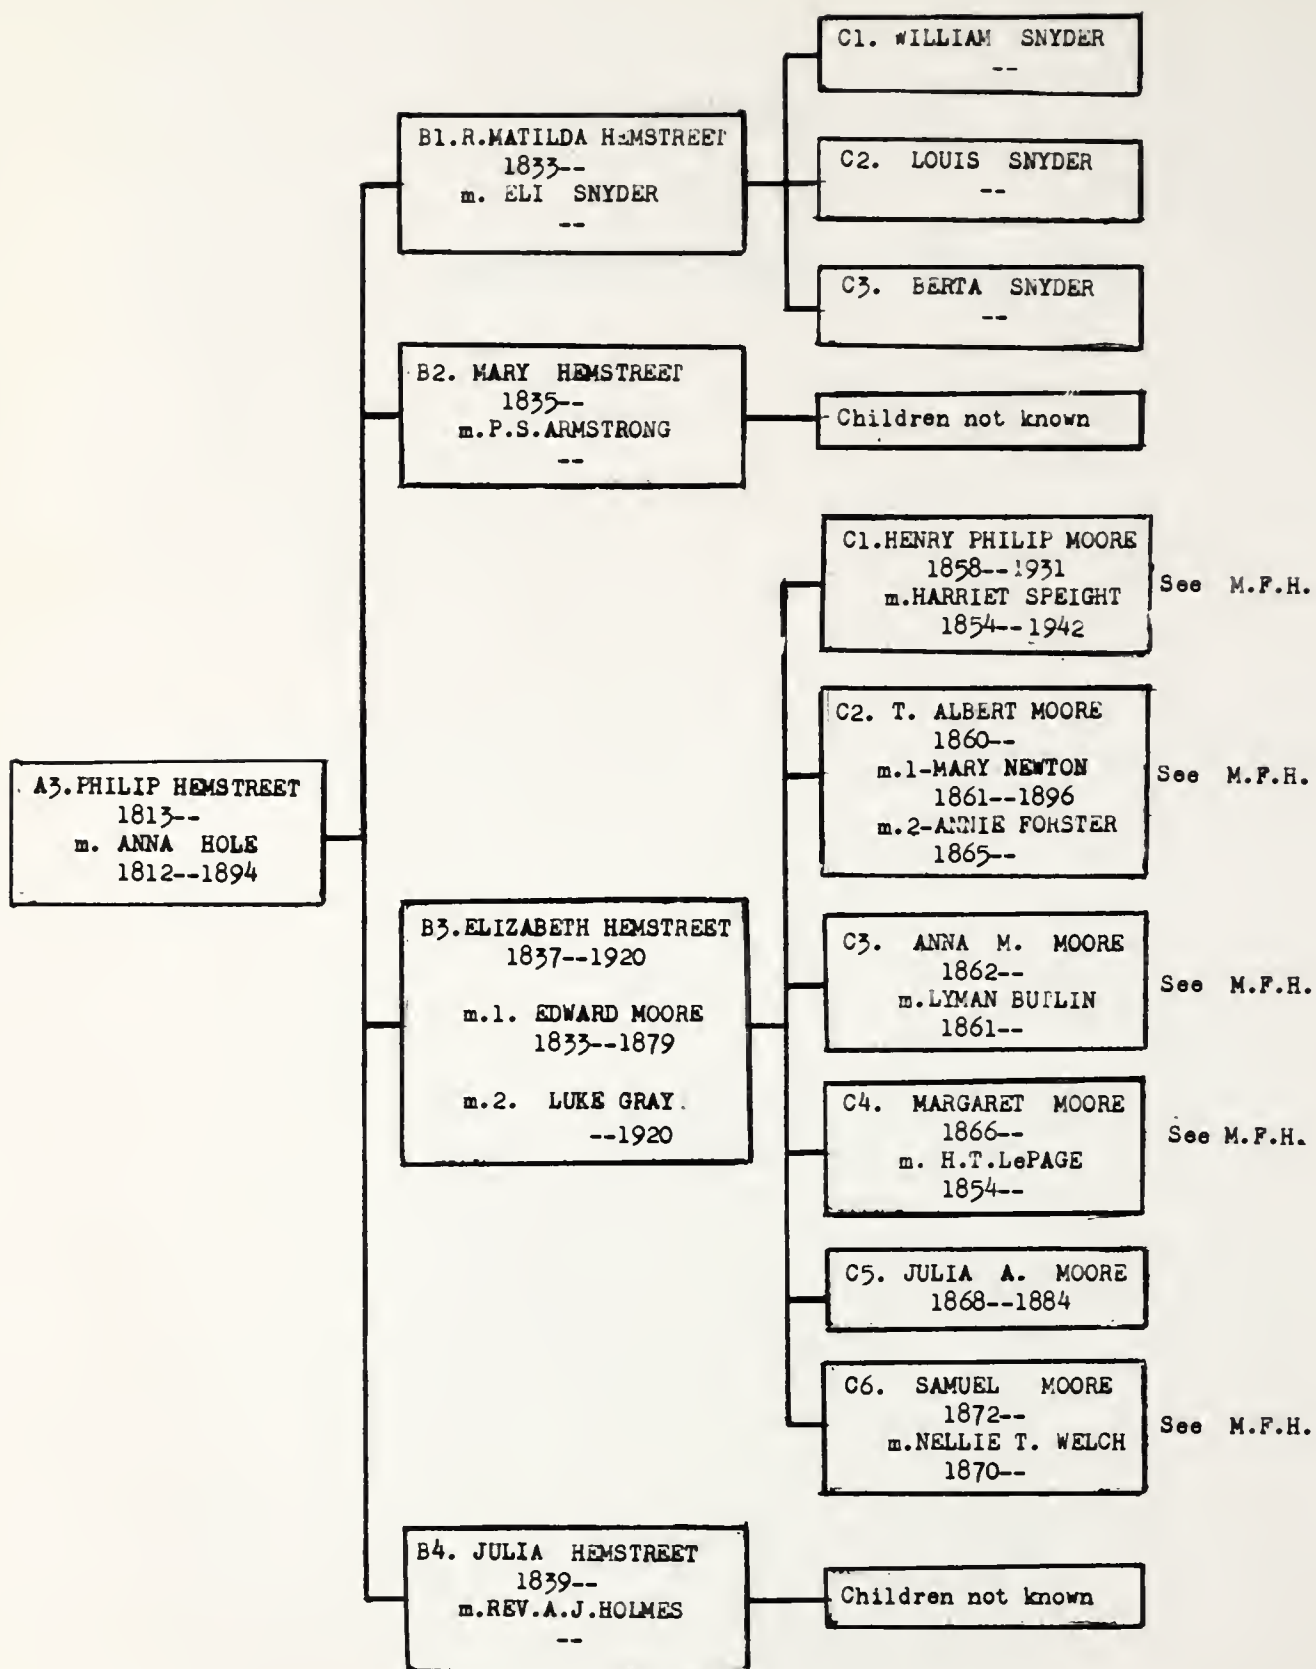 A3.PHILIP HEMSTREET
1813--
m. ANNA HOLE
1812--1894
B1.R.MATILDA HEMSTREET
1833--
m. ELI SNYDER
--
C1. WILLIAM SNYDER
--
C2. LOUIS SNYDER
--
C3. BERTA SNYDER
--
B2. MARY HEMSTREET
1835--
m.P.S.ARMSTRONG
--
Children not known
B3.ELIZABETH HEMSTREET
1837--1920
m.1. EDWARD MOORE
1833--1879
m.2. LUKE GRAY.
--1920
C1.HENRY PHILIP MOORE
1858--1931
m.HARRIET SPEIGHT
1854--1942
See M.F.H.
C2. T. ALBERT MOORE
1860--
m.1-MARY NEWTON
1861--1896
m.2-ANNIE FORSTER
1865--
See M.F.H.
C3. ANNA M. MOORE
1862--
m.LYMAN BUTLIN
1861--
See M.F.H.
C4. MARGARET MOORE
1866--
m. H.T.LePAGE
1854--
See M.F.H.
C5. JULIA A. MOORE
1868--1884
C6. SAMUEL MOORE
1872--
m.NELLIE T. WELCH
1870--
See M.F.H.
B4. JULIA HEMSTREET
1839--
m.REV.A.J.HOLMES
--
Children not known